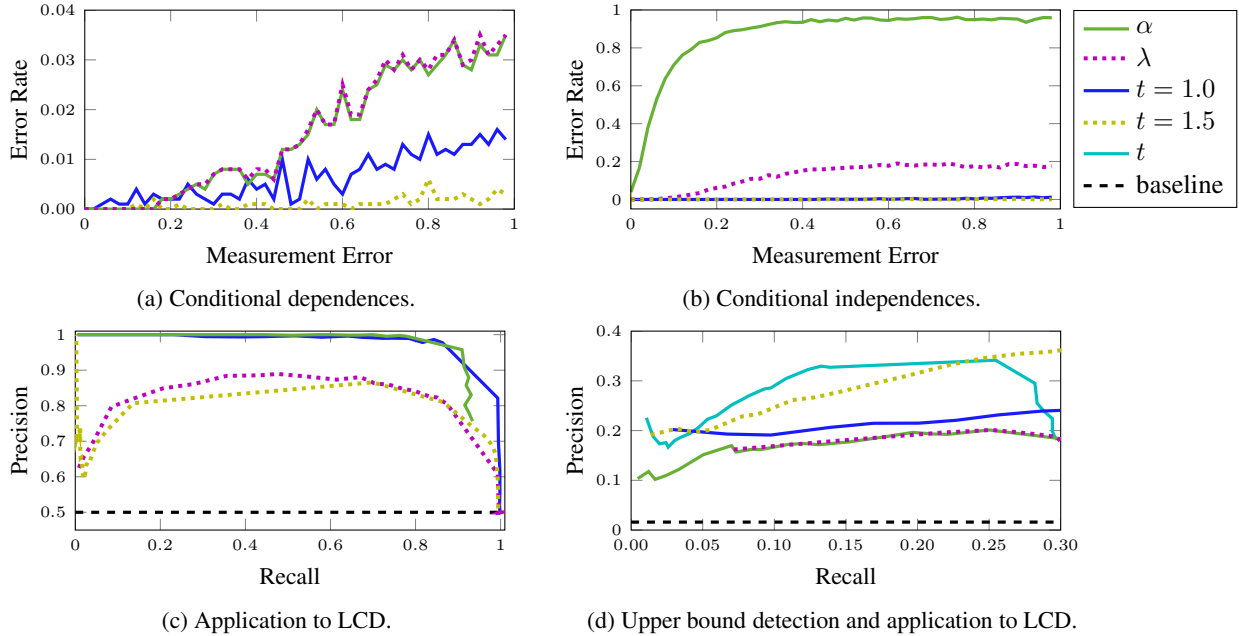 0.04
0.03
0.02
0.01
0.00
Error Rate
0
0.2
0.4
0.6
0.8
1
Measurement Error
(a) Conditional dependences.
1
0.8
0.6
0.4
0.2
0
Error Rate
0
0.2
0.4
0.6
0.8
1
Measurement Error
(b) Conditional independences.
α
λ
t = 1.0
t = 1.5
t
baseline
1
0.9
0.8
0.7
0.6
0.5
Precision
0
0.2
0.4
0.6
0.8
1
Recall
(c) Application to LCD.
0.4
0.3
0.2
0.1
0
Precision
0.00
0.05
0.10
0.15
0.20
0.25
0.30
Recall
(d) Upper bound detection and application to LCD.